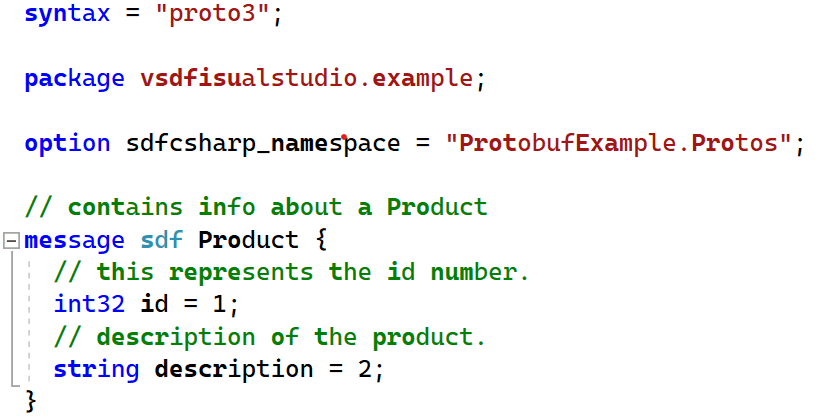 syntax = "proto3";
package vsdfisualstudio.example;
option sdfcsharp_namespace = "ProtobufExample.Protos";
// contains info about a Product
message sdf Product {
// this represents the id number.
int32 id = 1;
// description of the product.
string description = 2;
}